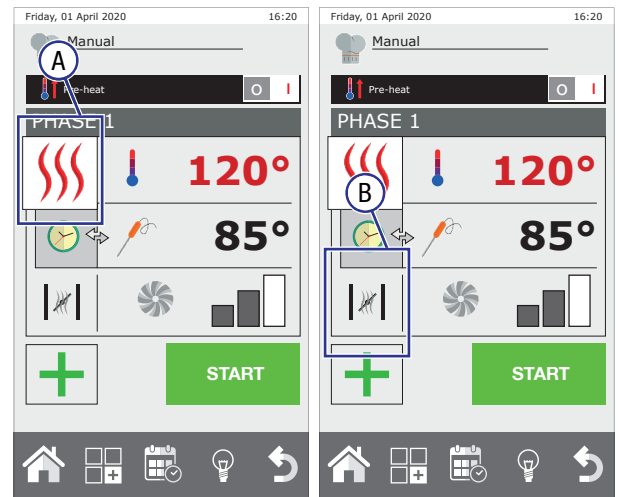 Friday, 01 April 2020 16:20
Manual
A
Pre-heat O I
PHASE 1
120°
85°
START
Friday, 01 April 2020 16:20
Manual
Pre-heat O I
PHASE 1
120°
B
85°
START